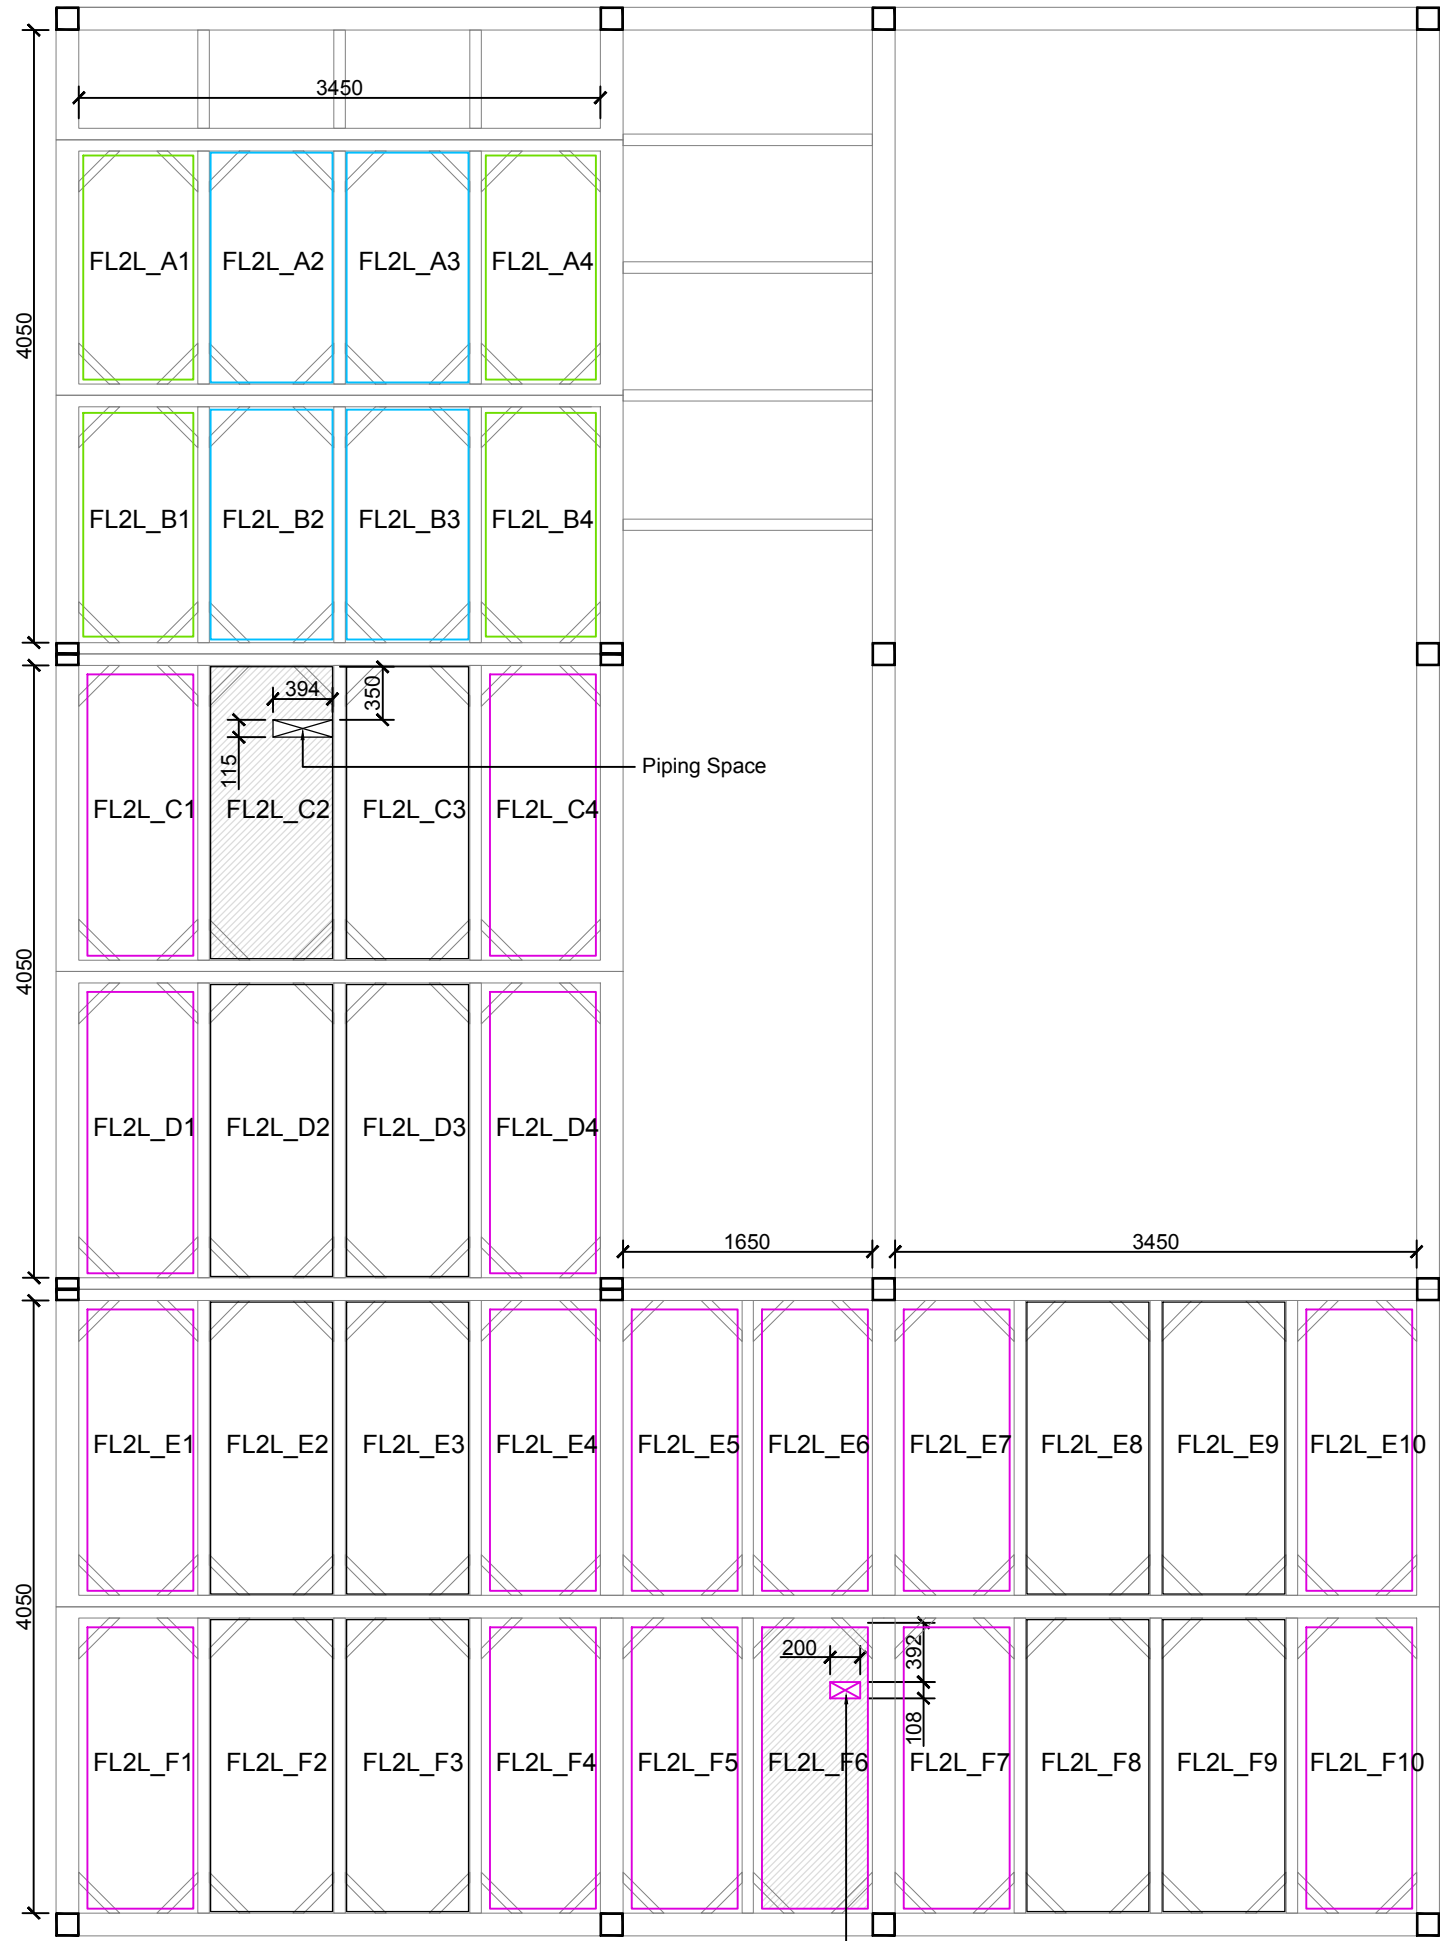 3450
FL2L_A1 FL2L_A2 FL2L_A3 FL2L_A4
4050
FL2L_B1 FL2L_B2 FL2L_B3 FL2L_B4
394
350
115
Piping Space
FL2L_C1 FL2L_C2 FL2L_C3 FL2L_C4
4050
FL2L_D1 FL2L_D2 FL2L_D3 FL2L_D4
1650
3450
FL2L_E1 FL2L_E2 FL2L_E3 FL2L_E4 FL2L_E5 FL2L_E6 FL2L_E7 FL2L_E8 FL2L_E9 FL2L_E10
4050
200
392
108
FL2L_F1 FL2L_F2 FL2L_F3 FL2L_F4 FL2L_F5 FL2L_F6 FL2L_F7 FL2L_F8 FL2L_F9 FL2L_F10